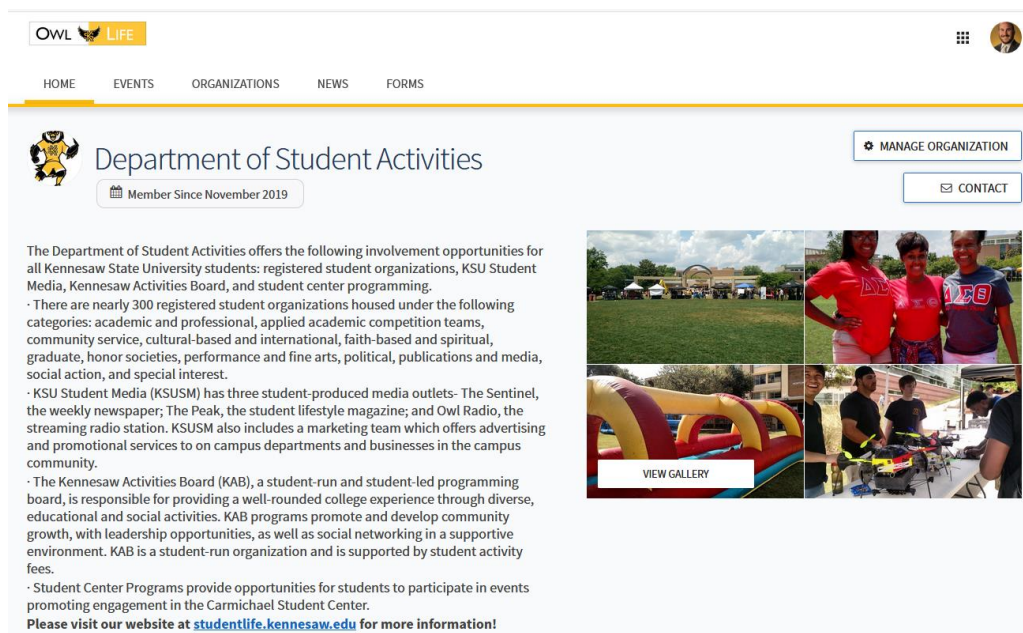 OWL LIFE
HOME EVENTS ORGANIZATIONS NEWS FORMS
Department of Student Activities
MANAGE ORGANIZATION
Member Since November 2019
CONTACT
The Department of Student Activities offers the following involvement opportunities for
all Kennesaw State University students: registered student organizations, KSU Student
Media, Kennesaw Activities Board, and student center programming.
· There are nearly 300 registered student organizations housed under the following
categories: academic and professional, applied academic competition teams,
community service, cultural-based and international, faith-based and spiritual,
graduate, honor societies, performance and fine arts, political, publications and media,
social action, and special interest.
· KSU Student Media (KSUSM) has three student-produced media outlets- The Sentinel,
the weekly newspaper; The Peak, the student lifestyle magazine; and Owl Radio, the
streaming radio station. KSUSM also includes a marketing team which offers advertising
and promotional services to on campus departments and businesses in the campus
community.
· The Kennesaw Activities Board (KAB), a student-run and student-led programming
board, is responsible for providing a well-rounded college experience through diverse,
educational and social activities. KAB programs promote and develop community
growth, with leadership opportunities, as well as social networking in a supportive
environment. KAB is a student-run organization and is supported by student activity
fees.
· Student Center Programs provide opportunities for students to participate in events
promoting engagement in the Carmichael Student Center.
Please visit our website at studentlife.kennesaw.edu for more information!
ΔΣΘ
VIEW GALLERY